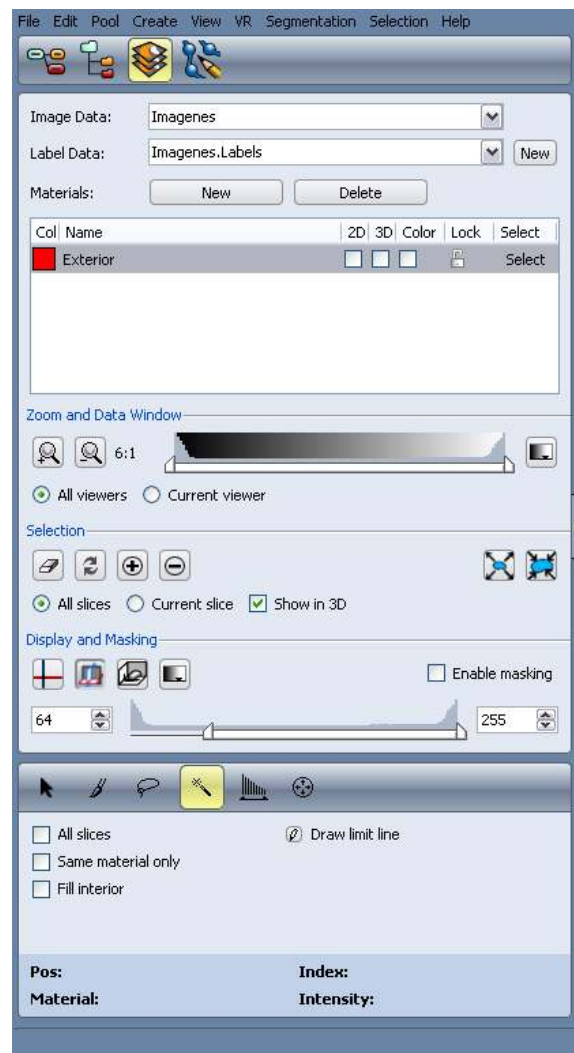 File Edit Pool Create View VR Segmentation Selection Help
Image Data: Imagenes
Label Data: Imagenes.Labels New
Materials: New Delete
Col Name 2D 3D Color Lock Select
Exterior Select
Zoom and Data Window
6:1
All viewers Current viewer
Selection
All slices Current slice Show in 3D
Display and Masking
Enable masking
64 255
All slices Draw limit line
Same material only
Fill interior
Pos: Index:
Material: Intensity: